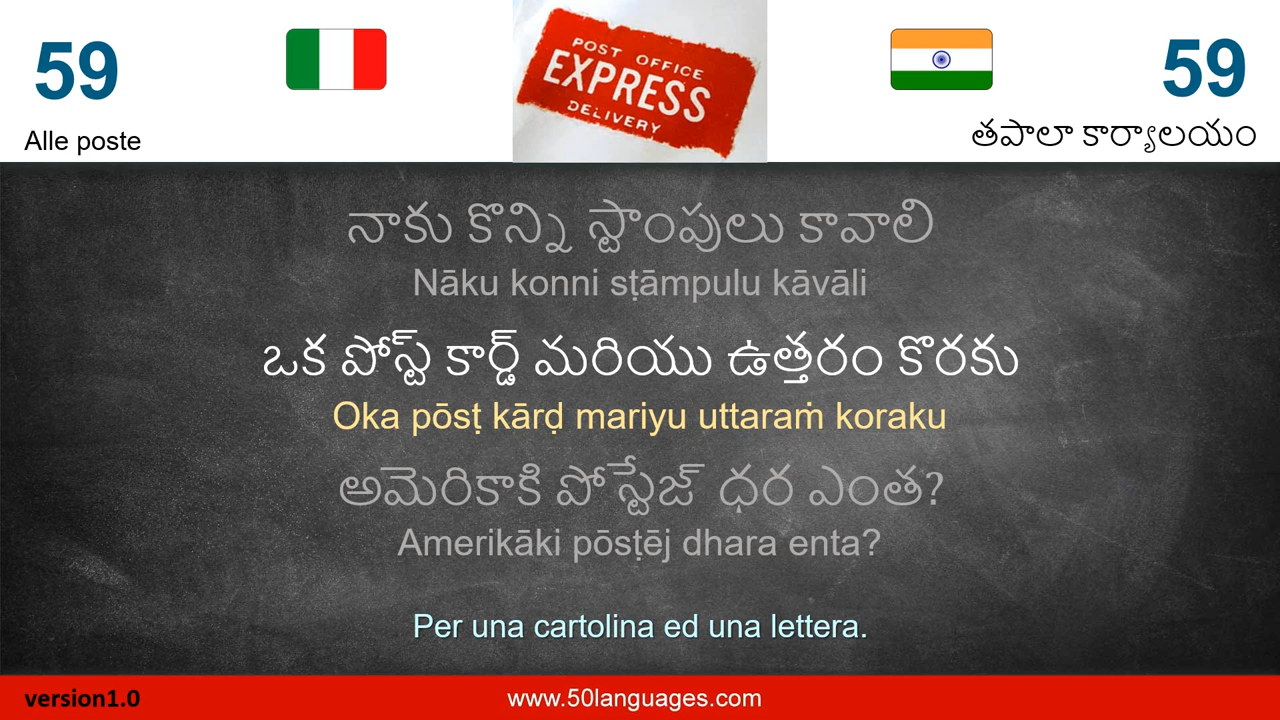 59
59
Alle poste
POST OFFICE
EXPRESS
DELIVERY
తపాలా కార్యాలయం
నాకు కొన్ని స్టాంపులు కావాలి
Nāku konni sṭāmpulu kāvāli
ఒక పోస్ట్ కార్డ్ మరియు ఉత్తరం కొరకు
Oka pōsṭ kārḍ mariyu uttaraṁ koraku
అమెరికాకి పోస్టేజ్ ధర ఎంత?
Amerikāki pōsṭēj dhara enta?
Per una cartolina ed una lettera.
version1.0
www.50languages.com